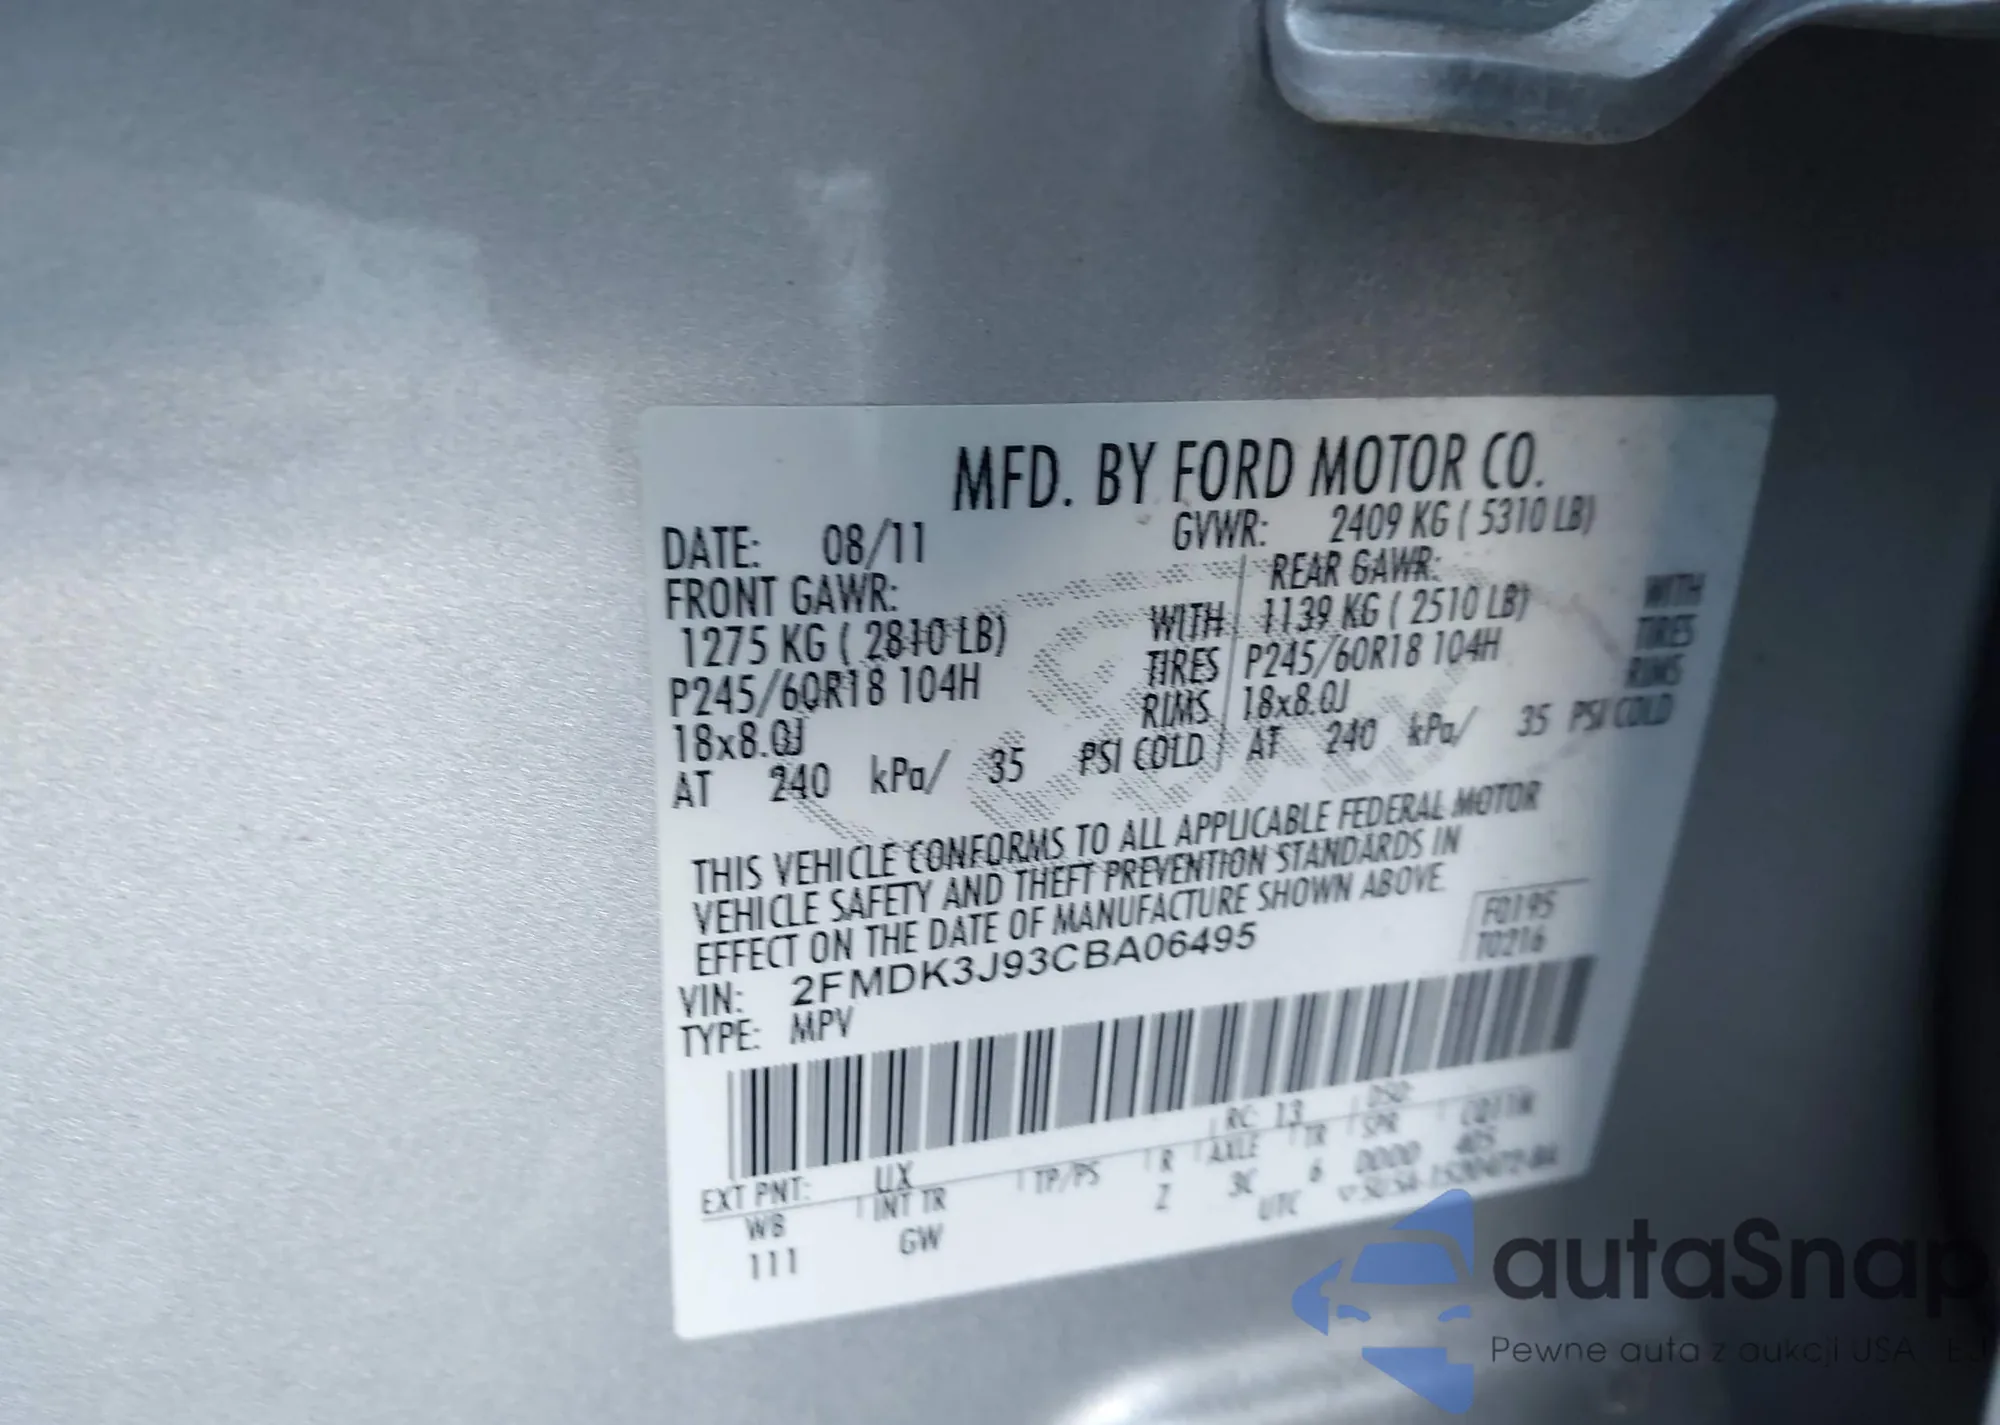 MFD. BY FORD MOTOR CO.
DATE: 08/11 GVWR: 2409 KG ( 5310 LB)
FRONT GAWR: REAR GAWR:
1275 KG ( 2810 LB) WITH 1139 KG ( 2510 LB) WITH
P245/60R18 104H TIRES P245/60R18 104H TIRES
18x8.0J RIMS 18x8.0J RIMS
AT 240 kPa/ 35 PSI COLD AT 240 kPa/ 35 PSI COLD
THIS VEHICLE CONFORMS TO ALL APPLICABLE FEDERAL MOTOR
VEHICLE SAFETY AND THEFT PREVENTION STANDARDS IN
EFFECT ON THE DATE OF MANUFACTURE SHOWN ABOVE.
F0195
T0216
VIN: 2FMDK3J93CBA06495
TYPE: MPV
EXT PNT: UX RC: 13 DSO:
WB INT TR TP/PS R AXLE TR SPR
111 GW Z 3C 6 0000
UTC
autaSnap
Pewne auta z aukcji USA